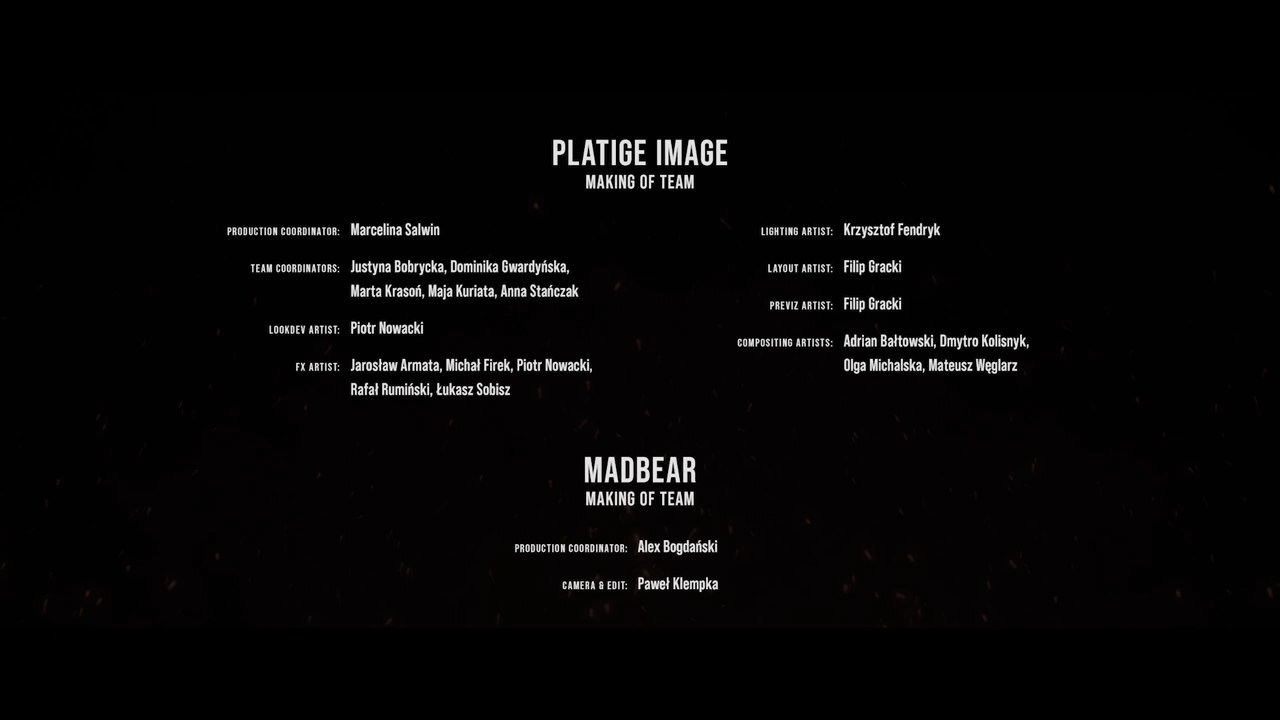 PLATIGE IMAGE
MAKING OF TEAM
PRODUCTION COORDINATOR: Marcelina Salwin
TEAM COORDINATORS: Justyna Bobrycka, Dominika Gwardyńska,
Marta Krasoń, Maja Kuriata, Anna Stańczak
LOOKDEV ARTIST: Piotr Nowacki
FX ARTIST: Jarosław Armata, Michał Firek, Piotr Nowacki,
Rafał Rumiński, Łukasz Sobisz
LIGHTING ARTIST: Krzysztof Fendryk
LAYOUT ARTIST: Filip Gracki
PREVIZ ARTIST: Filip Gracki
COMPOSITING ARTISTS: Adrian Bałtowski, Dmytro Kolisnyk,
Olga Michalska, Mateusz Węglarz
MADBEAR
MAKING OF TEAM
PRODUCTION COORDINATOR: Alex Bogdański
CAMERA & EDIT: Paweł Klempka